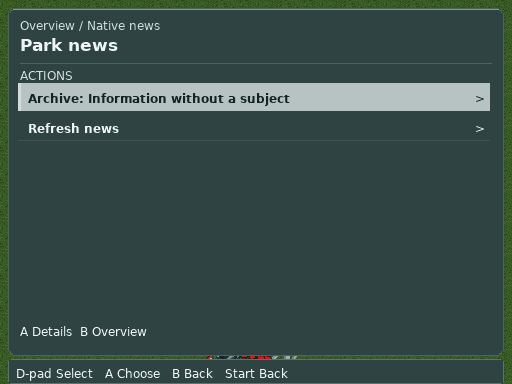 Overview / Native news
Park news
ACTIONS
Archive: Information without a subject >
Refresh news >
A Details B Overview
D-pad Select A Choose B Back Start Back